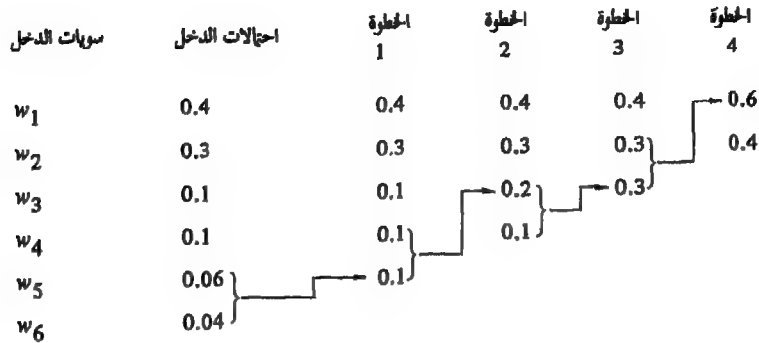 سويات الدخل احتمالات الدخل الخطوة الخطوة الخطوة الخطوة
1 2 3 4
w1 0.4 0.4 0.4 0.4 0.6
w2 0.3 0.3 0.3 0.3 0.4
w3 0.1 0.1 0.2 0.3
w4 0.1 0.1 0.1
w5 0.06 0.1
w6 0.04